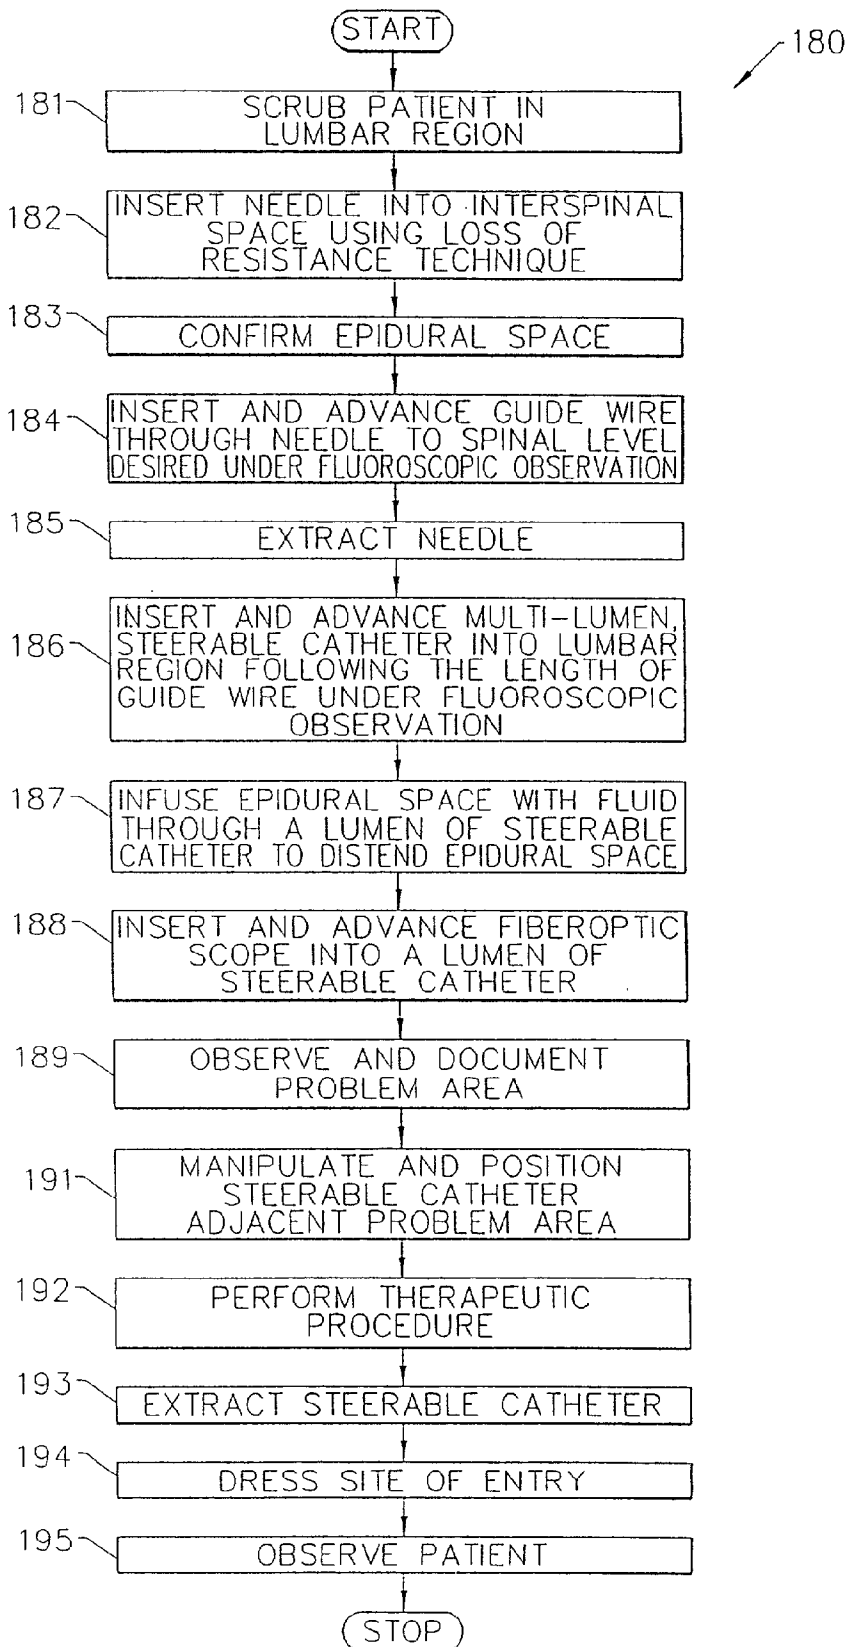 START
180
181
SCRUB PATIENT IN
LUMBAR REGION
182
INSERT NEEDLE INTO INTERSPINAL
SPACE USING LOSS OF
RESISTANCE TECHNIQUE
183
CONFIRM EPIDURAL SPACE
184
INSERT AND ADVANCE GUIDE WIRE
THROUGH NEEDLE TO SPINAL LEVEL
DESIRED UNDER FLUOROSCOPIC OBSERVATION
185
EXTRACT NEEDLE
186
INSERT AND ADVANCE MULTI-LUMEN,
STEERABLE CATHETER INTO LUMBAR
REGION FOLLOWING THE LENGTH OF
GUIDE WIRE UNDER FLUOROSCOPIC
OBSERVATION
187
INFUSE EPIDURAL SPACE WITH FLUID
THROUGH A LUMEN OF STEERABLE
CATHETER TO DISTEND EPIDURAL SPACE
188
INSERT AND ADVANCE FIBEROPTIC
SCOPE INTO A LUMEN OF
STEERABLE CATHETER
189
OBSERVE AND DOCUMENT
PROBLEM AREA
191
MANIPULATE AND POSITION
STEERABLE CATHETER
ADJACENT PROBLEM AREA
192
PERFORM THERAPEUTIC
PROCEDURE
193
EXTRACT STEERABLE CATHETER
194
DRESS SITE OF ENTRY
195
OBSERVE PATIENT
STOP